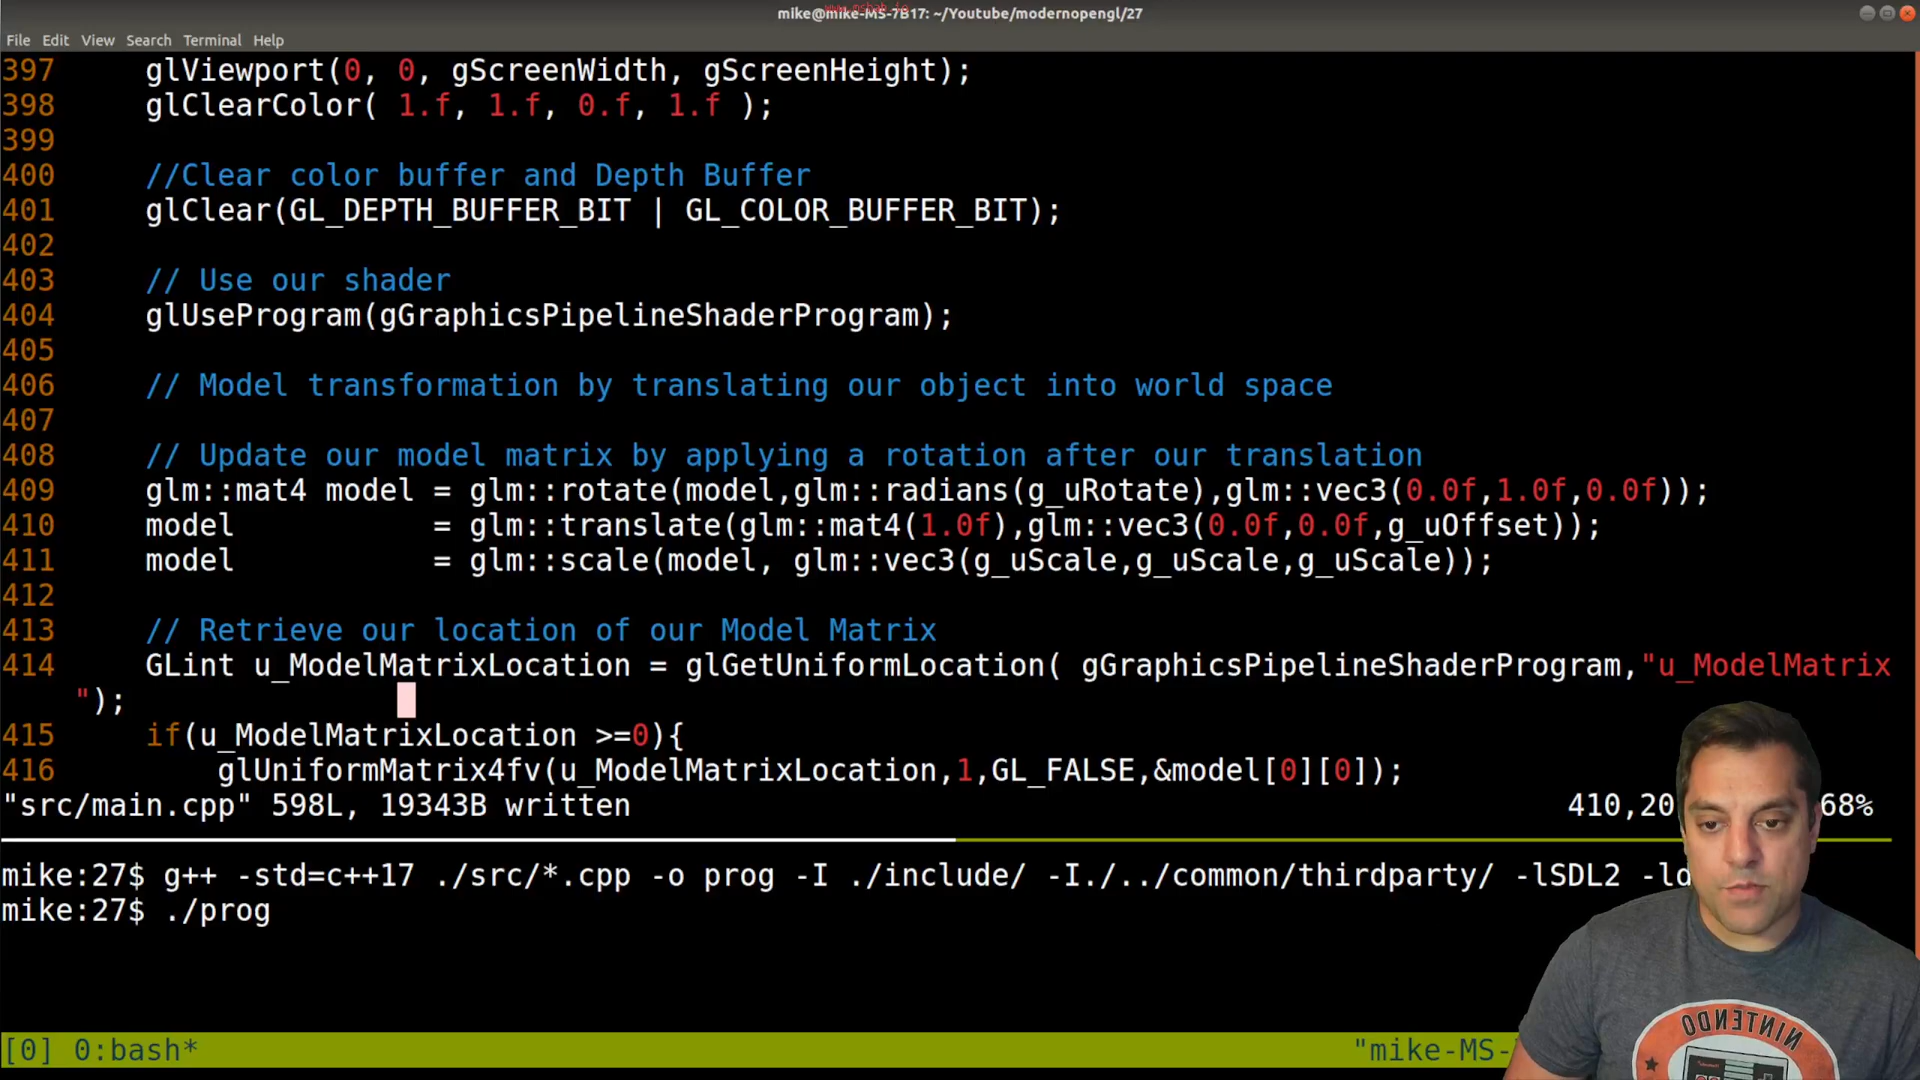 www.mshah.io
mike@mike-MS-7B17: ~/Youtube/modernopengl/27
File Edit View Search Terminal Help
397     glViewport(0, 0, gScreenWidth, gScreenHeight);
398     glClearColor( 1.f, 1.f, 0.f, 1.f );
399
400     //Clear color buffer and Depth Buffer
401     glClear(GL_DEPTH_BUFFER_BIT | GL_COLOR_BUFFER_BIT);
402
403     // Use our shader
404     glUseProgram(gGraphicsPipelineShaderProgram);
405
406     // Model transformation by translating our object into world space
407
408     // Update our model matrix by applying a rotation after our translation
409     glm::mat4 model = glm::rotate(model,glm::radians(g_uRotate),glm::vec3(0.0f,1.0f,0.0f));
410     model           = glm::translate(glm::mat4(1.0f),glm::vec3(0.0f,0.0f,g_uOffset));
411     model           = glm::scale(model, glm::vec3(g_uScale,g_uScale,g_uScale));
412
413     // Retrieve our location of our Model Matrix
414     GLint u_ModelMatrixLocation = glGetUniformLocation( gGraphicsPipelineShaderProgram,"u_ModelMatrix
");
415     if(u_ModelMatrixLocation >=0){
416         glUniformMatrix4fv(u_ModelMatrixLocation,1,GL_FALSE,&model[0][0]);
"src/main.cpp" 598L, 19343B written 410,20 68%
mike:27$ g++ -std=c++17 ./src/*.cpp -o prog -I ./include/ -I./../common/thirdparty/ -lSDL2 -ld
mike:27$ ./prog
[0] 0:bash* "mike-MS-
NINTENDO